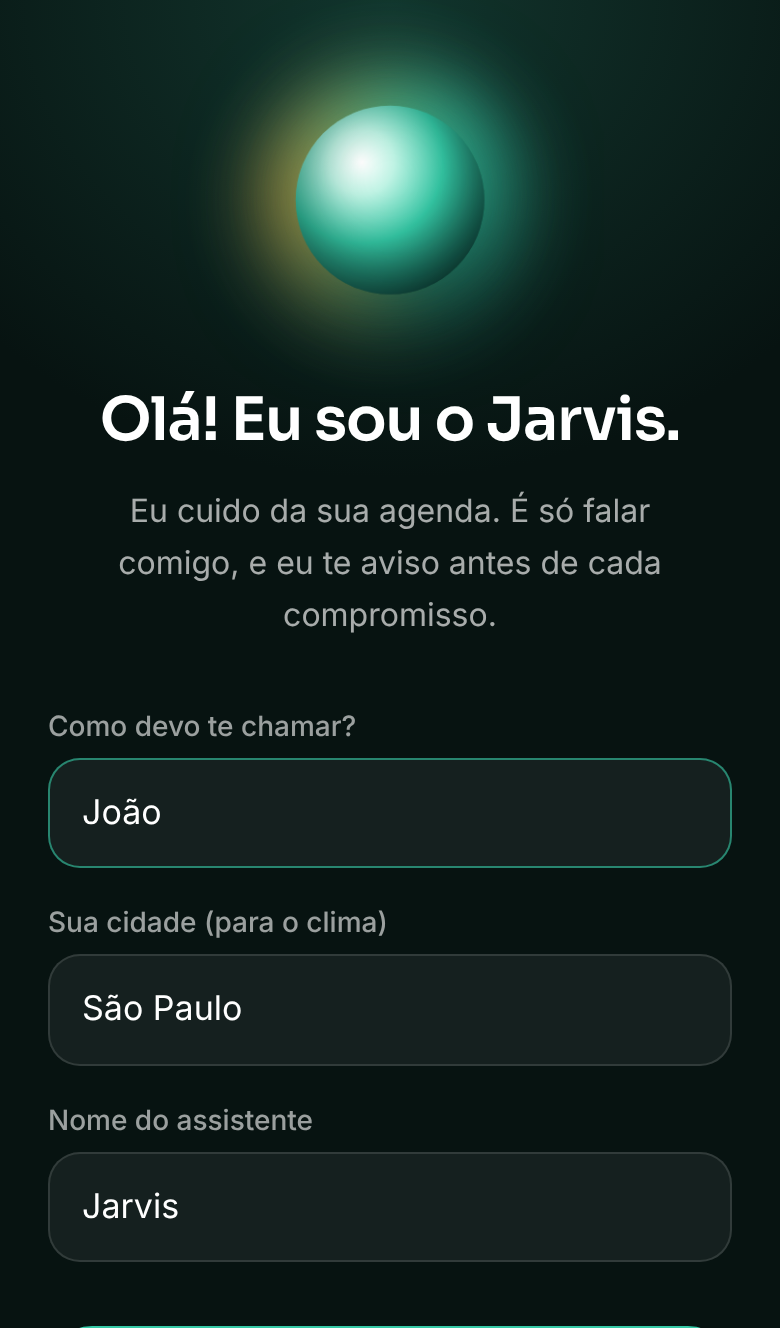 Olá! Eu sou o Jarvis.
Eu cuido da sua agenda. É só falar
comigo, e eu te aviso antes de cada
compromisso.
Como devo te chamar?
João
Sua cidade (para o clima)
São Paulo
Nome do assistente
Jarvis